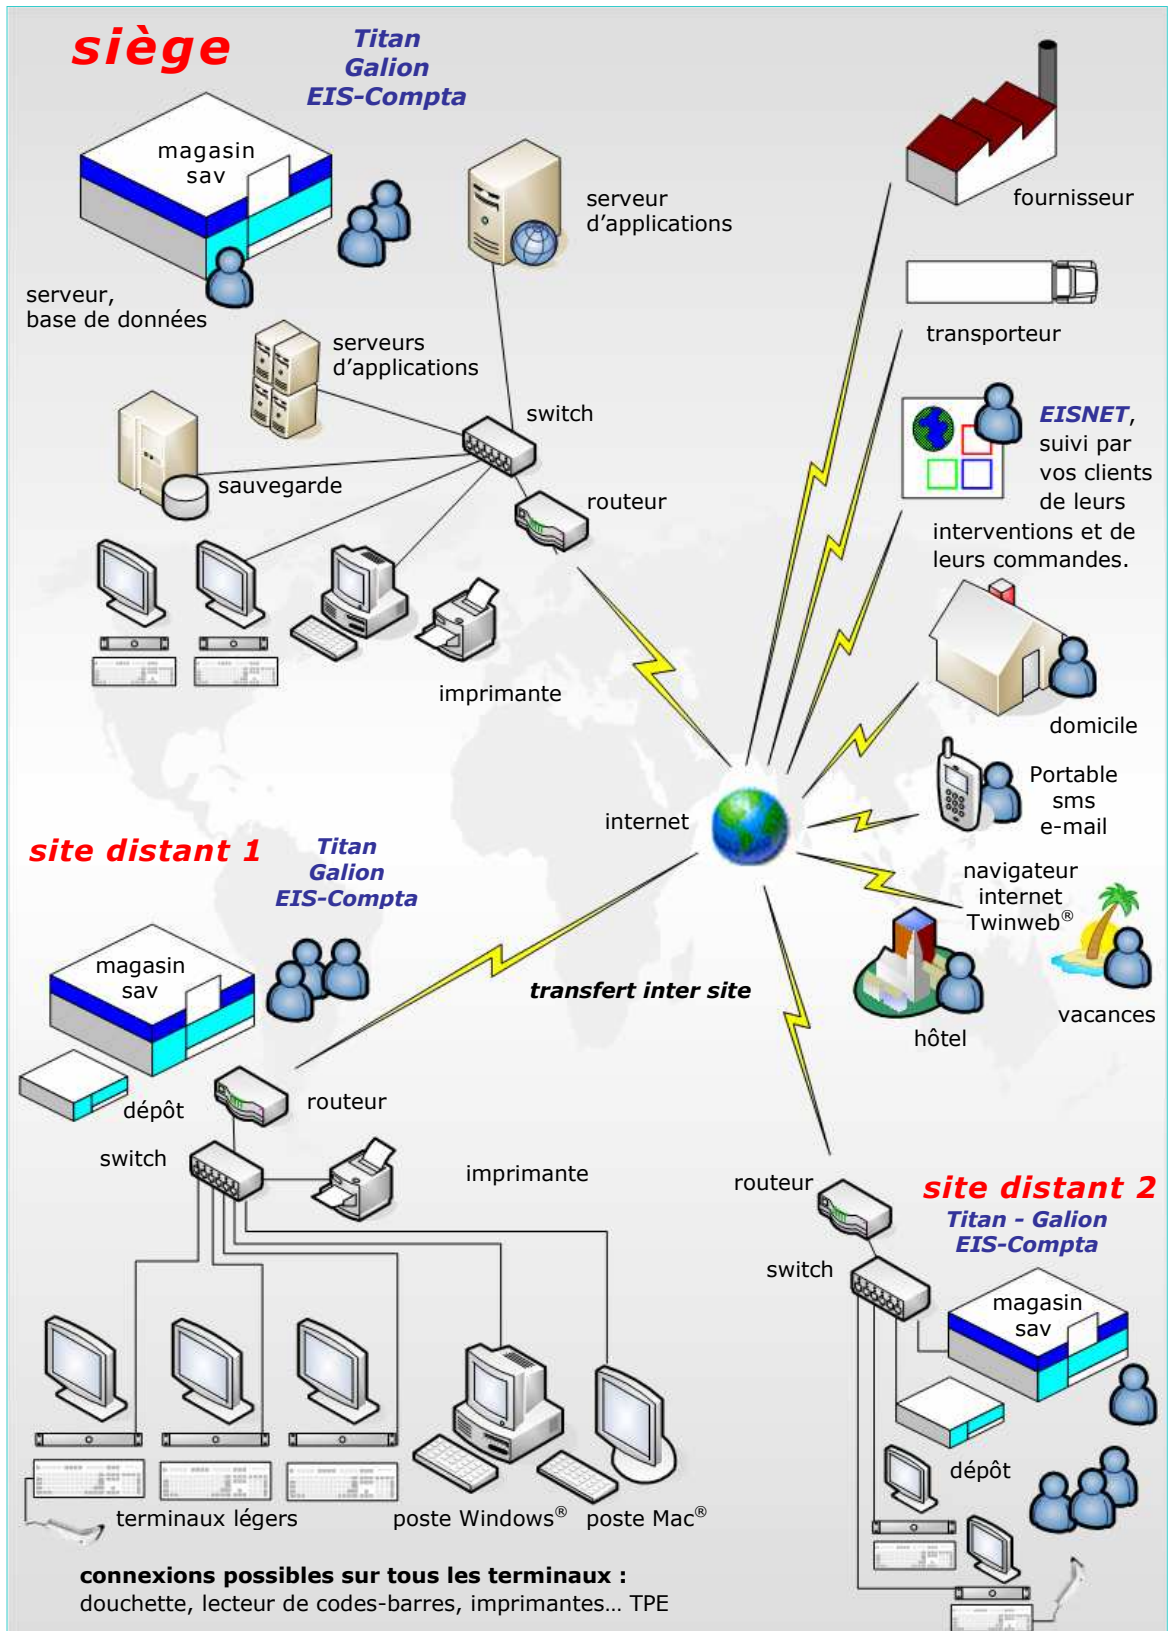 siège
Titan
Galion
EIS-Compta
magasin
sav
serveur
d'applications
fournisseur
serveur,
base de données
transporteur
serveurs
d'applications
switch
EISNET,
suivi par
vos clients
de leurs
interventions et de
leurs commandes.
sauvegarde
routeur
imprimante
domicile
Portable
sms
e-mail
internet
site distant 1
Titan
Galion
EIS-Compta
navigateur
internet
Twinweb®
magasin
sav
transfert inter site
vacances
hôtel
dépôt
routeur
switch
imprimante
routeur
site distant 2
Titan - Galion
EIS-Compta
switch
magasin
sav
dépôt
terminaux légers
poste Windows®
poste Mac®
connexions possibles sur tous les terminaux :
douchette, lecteur de codes-barres, imprimantes... TPE